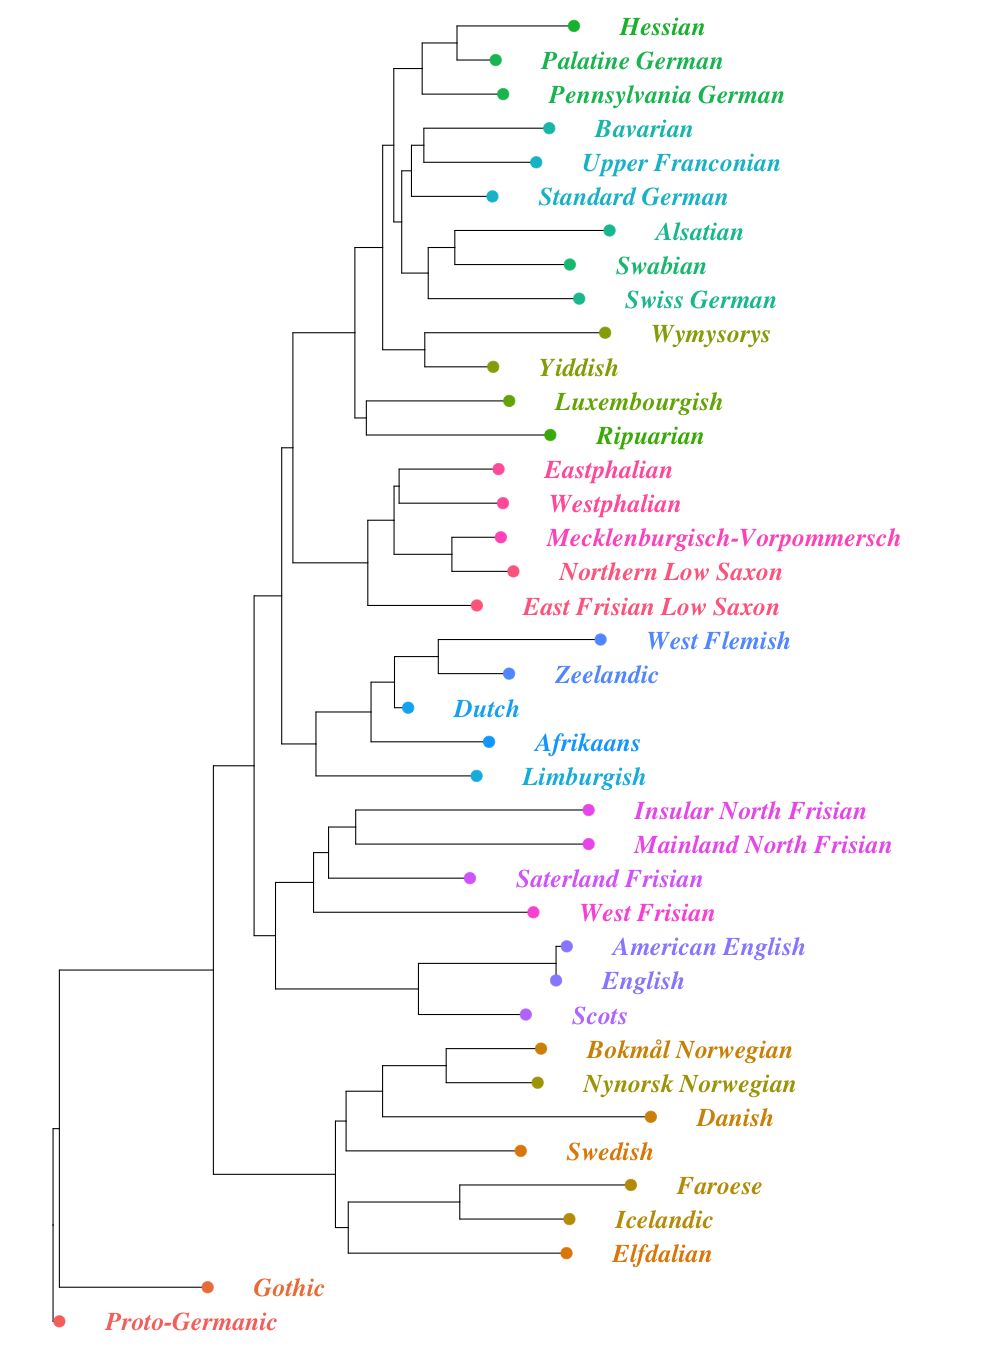 Hessian
Palatine German
Pennsylvania German
Bavarian
Upper Franconian
Standard German
Alsatian
Swabian
Swiss German
Wymysorys
Yiddish
Luxembourgish
Ripuarian
Eastphalian
Westphalian
Mecklenburgisch-Vorpommersch
Northern Low Saxon
East Frisian Low Saxon
West Flemish
Zeelandic
Dutch
Afrikaans
Limburgish
Insular North Frisian
Mainland North Frisian
Saterland Frisian
West Frisian
American English
English
Scots
Bokmål Norwegian
Nynorsk Norwegian
Danish
Swedish
Faroese
Icelandic
Elfdalian
Gothic
Proto-Germanic